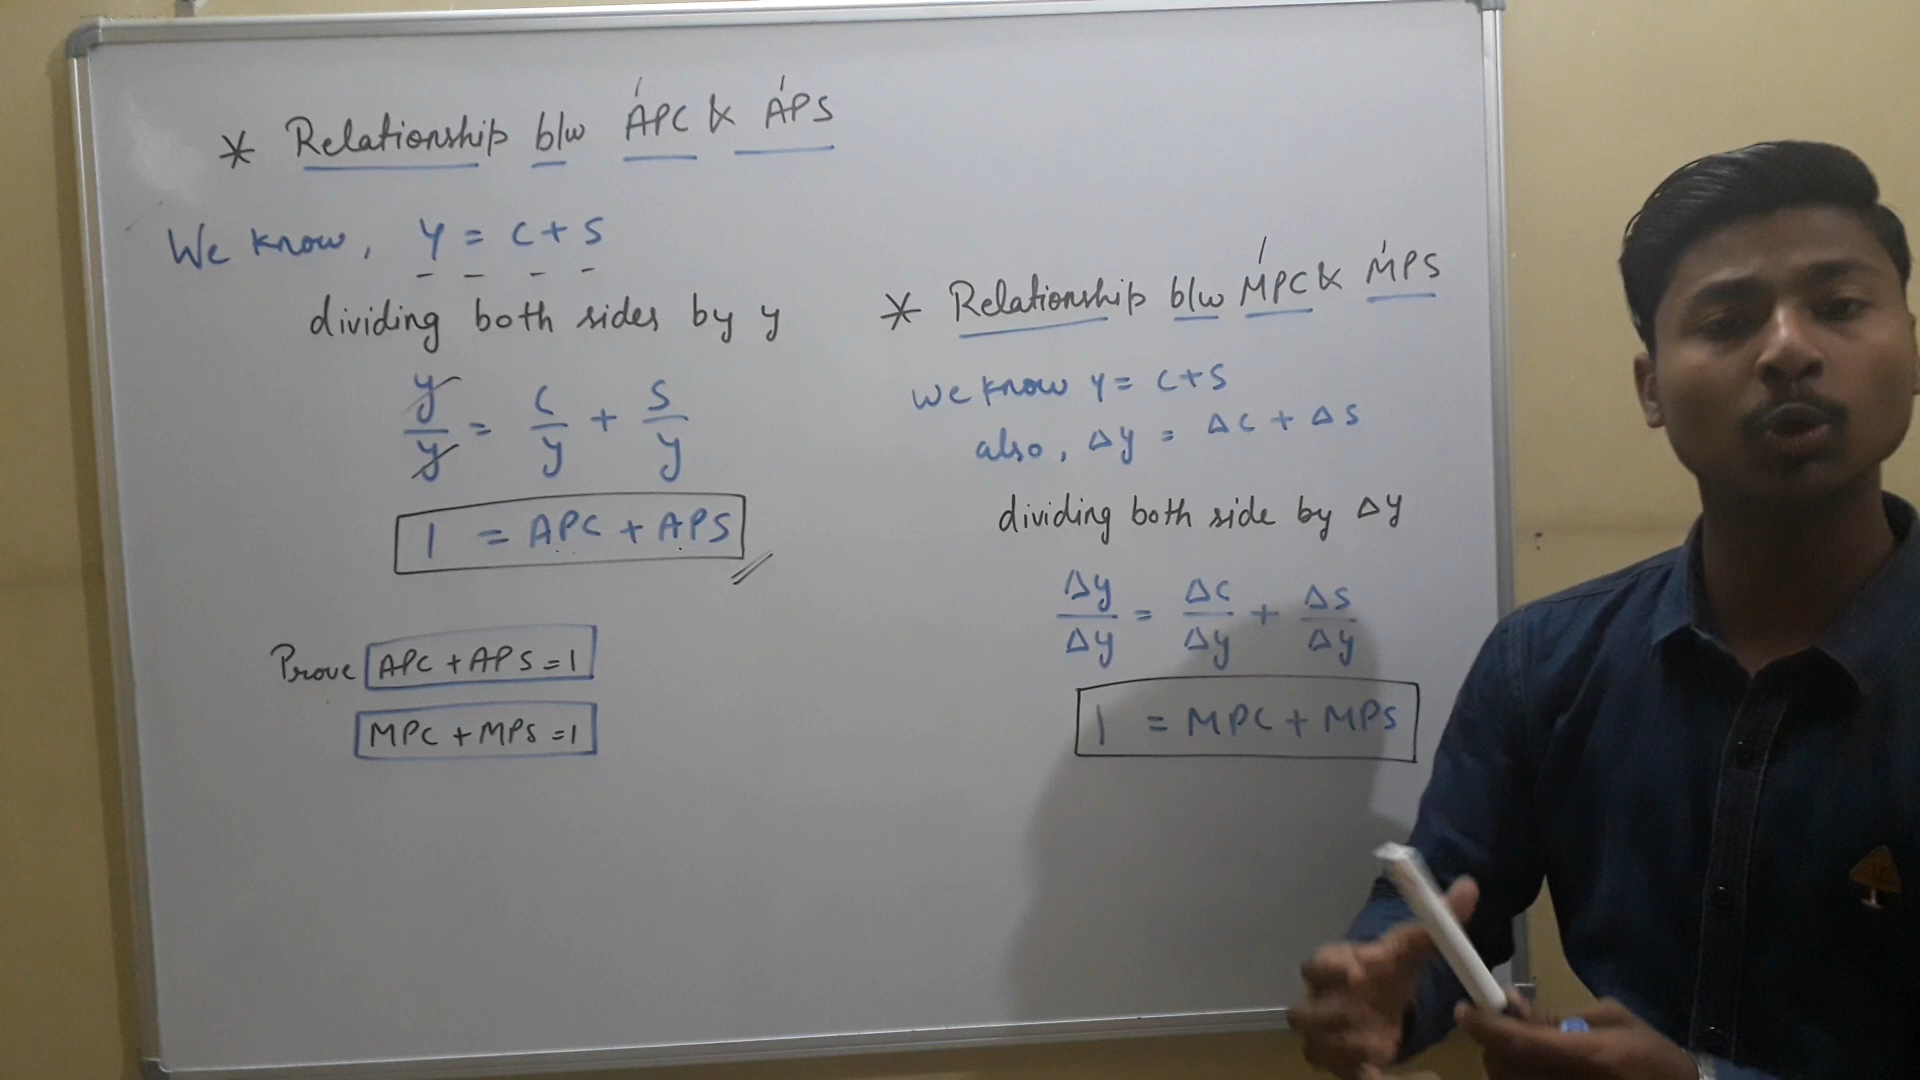 * Relationship b/w APC & APS
We know, y = c + s
dividing both sides by y
y/y = c/y + s/y
1 = APC + APS
Prove APC + APS = 1
MPC + MPS = 1
* Relationship b/w MPC & MPS
we know y = c + s
also, Δy = Δc + Δs
dividing both side by Δy
Δy/Δy = Δc/Δy + Δs/Δy
1 = MPC + MPS